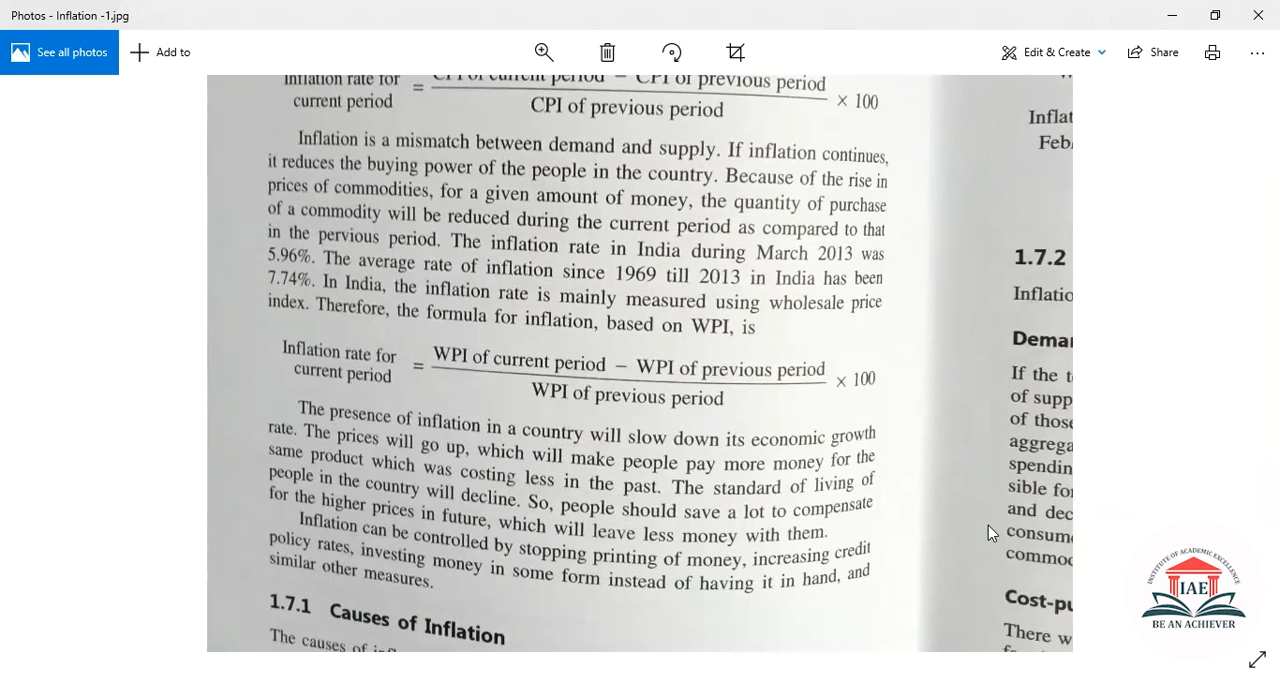 Photos - Inflation -1.jpg
See all photos
Add to
Edit & Create
Share
Inflation rate for
current period
=
CPI of current period − CPI of previous period
CPI of previous period
× 100
Inflation is a mismatch between demand and supply. If inflation continues,
it reduces the buying power of the people in the country. Because of the rise in
prices of commodities, for a given amount of money, the quantity of purchase
of a commodity will be reduced during the current period as compared to that
in the pervious period. The inflation rate in India during March 2013 was
5.96%. The average rate of inflation since 1969 till 2013 in India has been
7.74%. In India, the inflation rate is mainly measured using wholesale price
index. Therefore, the formula for inflation, based on WPI, is
Inflation rate for
current period
=
WPI of current period − WPI of previous period
WPI of previous period
× 100
The presence of inflation in a country will slow down its economic growth
rate. The prices will go up, which will make people pay more money for the
same product which was costing less in the past. The standard of living of
people in the country will decline. So, people should save a lot to compensate
for the higher prices in future, which will leave less money with them.
Inflation can be controlled by stopping printing of money, increasing credit
policy rates, investing money in some form instead of having it in hand, and
similar other measures.
1.7.1 Causes of Inflation
The causes of
Inflat
Feb
1.7.2
Inflatio
Dema
If the t
of supp
of those
aggrega
spendin
sible fo
and dec
consum
commod
Cost-pu
There w
INSTITUTE OF ACADEMIC EXCELLENCE
IAE
BE AN ACHIEVER